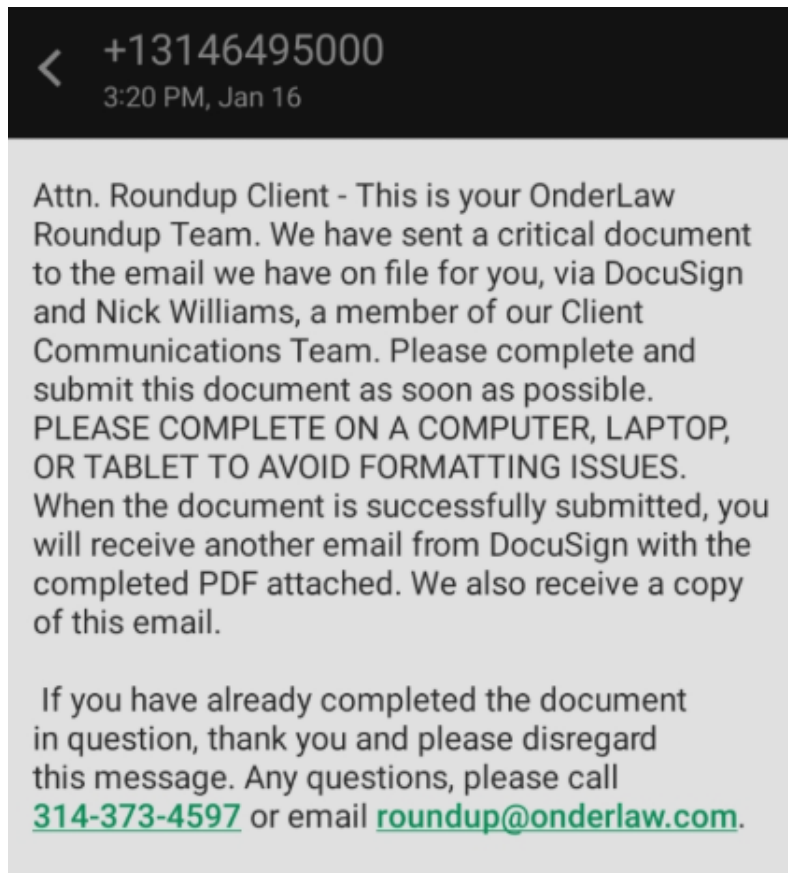 +13146495000
3:20 PM, Jan 16
Attn. Roundup Client - This is your OnderLaw
Roundup Team. We have sent a critical document
to the email we have on file for you, via DocuSign
and Nick Williams, a member of our Client
Communications Team. Please complete and
submit this document as soon as possible.
PLEASE COMPLETE ON A COMPUTER, LAPTOP,
OR TABLET TO AVOID FORMATTING ISSUES.
When the document is successfully submitted, you
will receive another email from DocuSign with the
completed PDF attached. We also receive a copy
of this email.
If you have already completed the document
in question, thank you and please disregard
this message. Any questions, please call
314-373-4597 or email roundup@onderlaw.com.